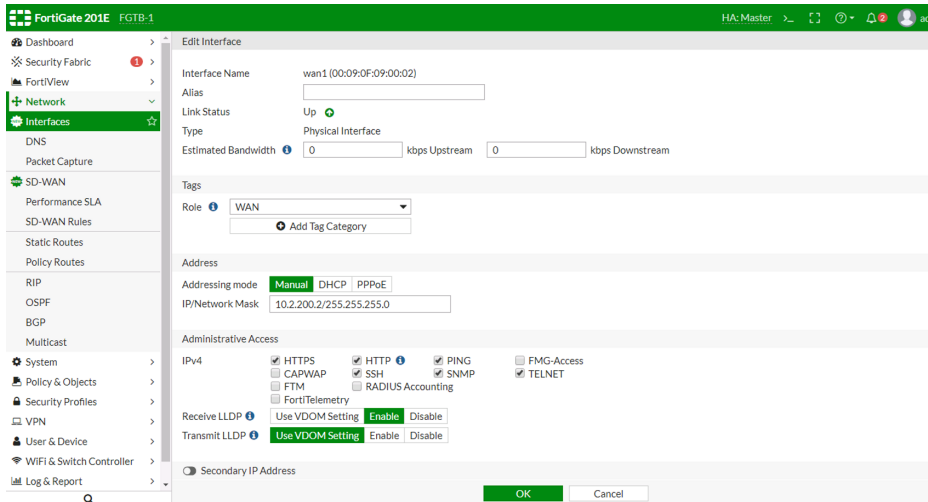 FortiGate 201E FGTB-1
HA: Master >_ 2
Dashboard
Security Fabric 1
FortiView
Network
Interfaces
DNS
Packet Capture
SD-WAN
Performance SLA
SD-WAN Rules
Static Routes
Policy Routes
RIP
OSPF
BGP
Multicast
System
Policy & Objects
Security Profiles
VPN
User & Device
WiFi & Switch Controller
Log & Report
Edit Interface
Interface Name wan1 (00:09:0F:09:00:02)
Alias
Link Status Up
Type Physical Interface
Estimated Bandwidth 0 kbps Upstream 0 kbps Downstream
Tags
Role WAN
Add Tag Category
Address
Addressing mode Manual DHCP PPPoE
IP/Network Mask 10.2.200.2/255.255.255.0
Administrative Access
IPv4 HTTPS HTTP PING FMG-Access
CAPWAP SSH SNMP TELNET
FTM RADIUS Accounting
FortiTelemetry
Receive LLDP Use VDOM Setting Enable Disable
Transmit LLDP Use VDOM Setting Enable Disable
Secondary IP Address
OK Cancel